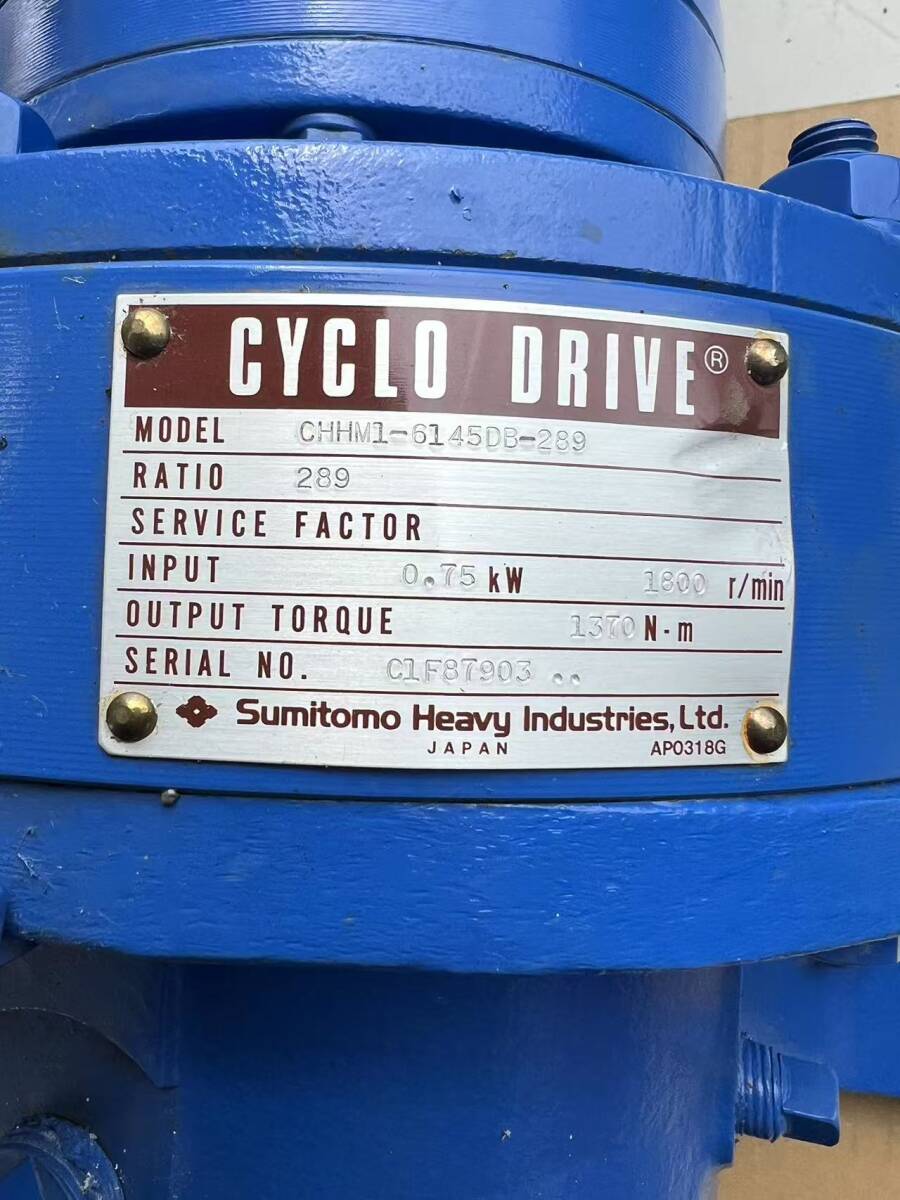 CYCLO DRIVE®
MODEL CHHM1-6145DB-289
RATIO 289
SERVICE FACTOR
INPUT 0.75 kW 1800 r/min
OUTPUT TORQUE 1370 N·m
SERIAL NO. C1F87903 ..
Sumitomo Heavy Industries, Ltd.
JAPAN AP0318G